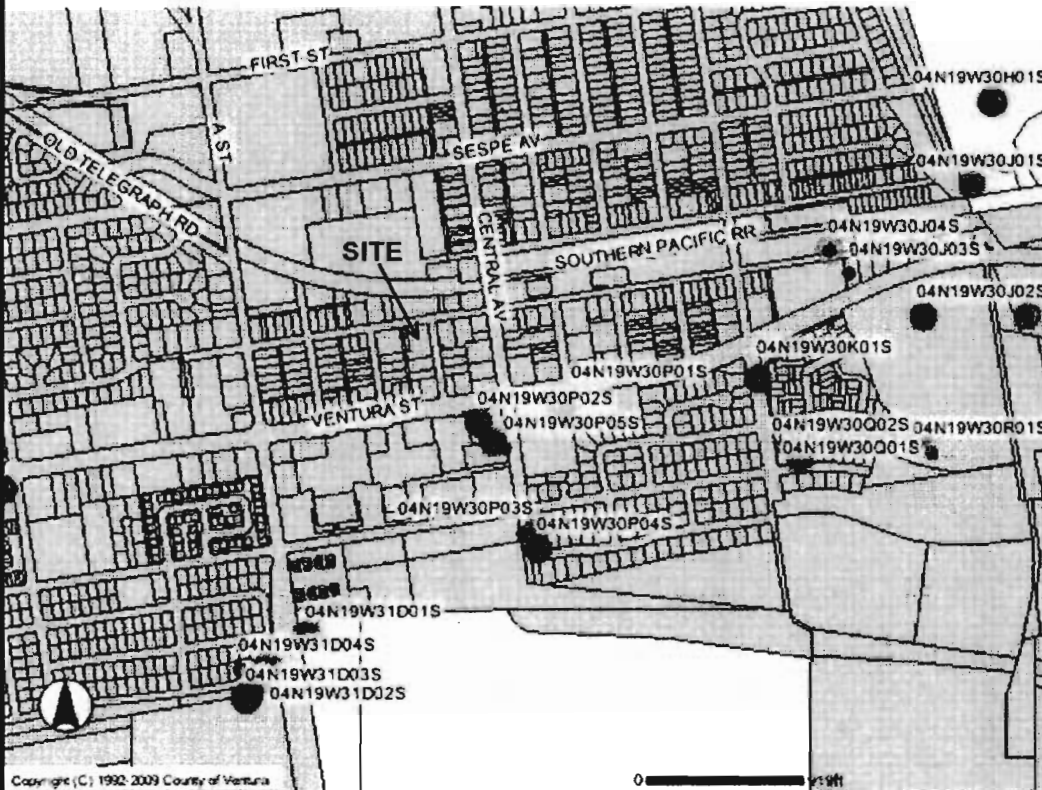 FIRST ST
04N19W30H01S
A ST
OLD TELEGRAPH RD
SESPE AV
04N19W30J01S
CENTRAL AV
SITE
SOUTHERN PACIFIC RR
04N19W30J04S
04N19W30J03S
04N19W30J02S
04N19W30K01S
04N19W30P01S
VENTURA ST
04N19W30P02S
04N19W30P05S
04N19W30Q02S
04N19W30R01S
04N19W30Q01S
04N19W30P03S
04N19W30P04S
04N19W31D01S
04N19W31D04S
04N19W31D03S
04N19W31D02S
Copyright (C) 1992-2009 County of Ventura
0